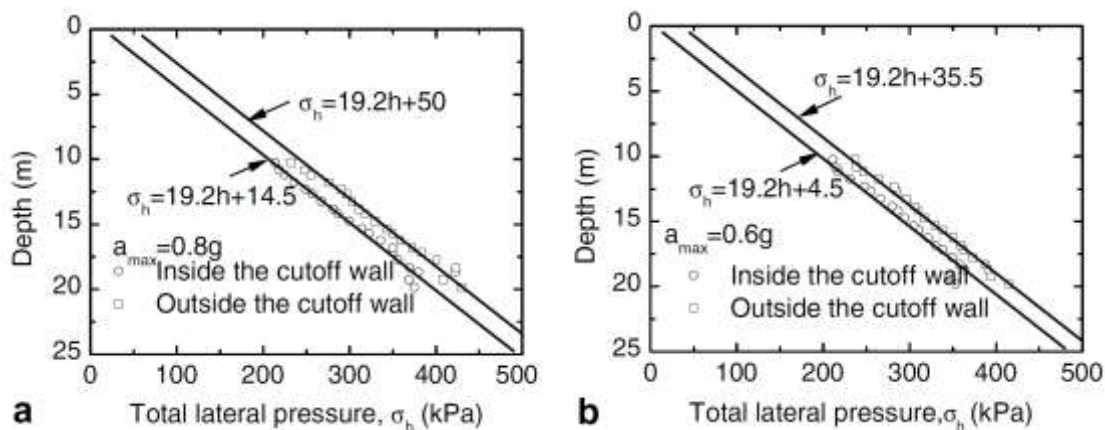 0
5
10
15
20
25
Depth (m)
σh=19.2h+50
σh=19.2h+14.5
amax=0.8g
Inside the cutoff wall
Outside the cutoff wall
0 100 200 300 400 500
a Total lateral pressure, σh (kPa)
0
5
10
15
20
25
Depth (m)
σh=19.2h+35.5
σh=19.2h+4.5
amax=0.6g
Inside the cutoff wall
Outside the cutoff wall
0 100 200 300 400 500
b Total lateral pressure,σh (kPa)